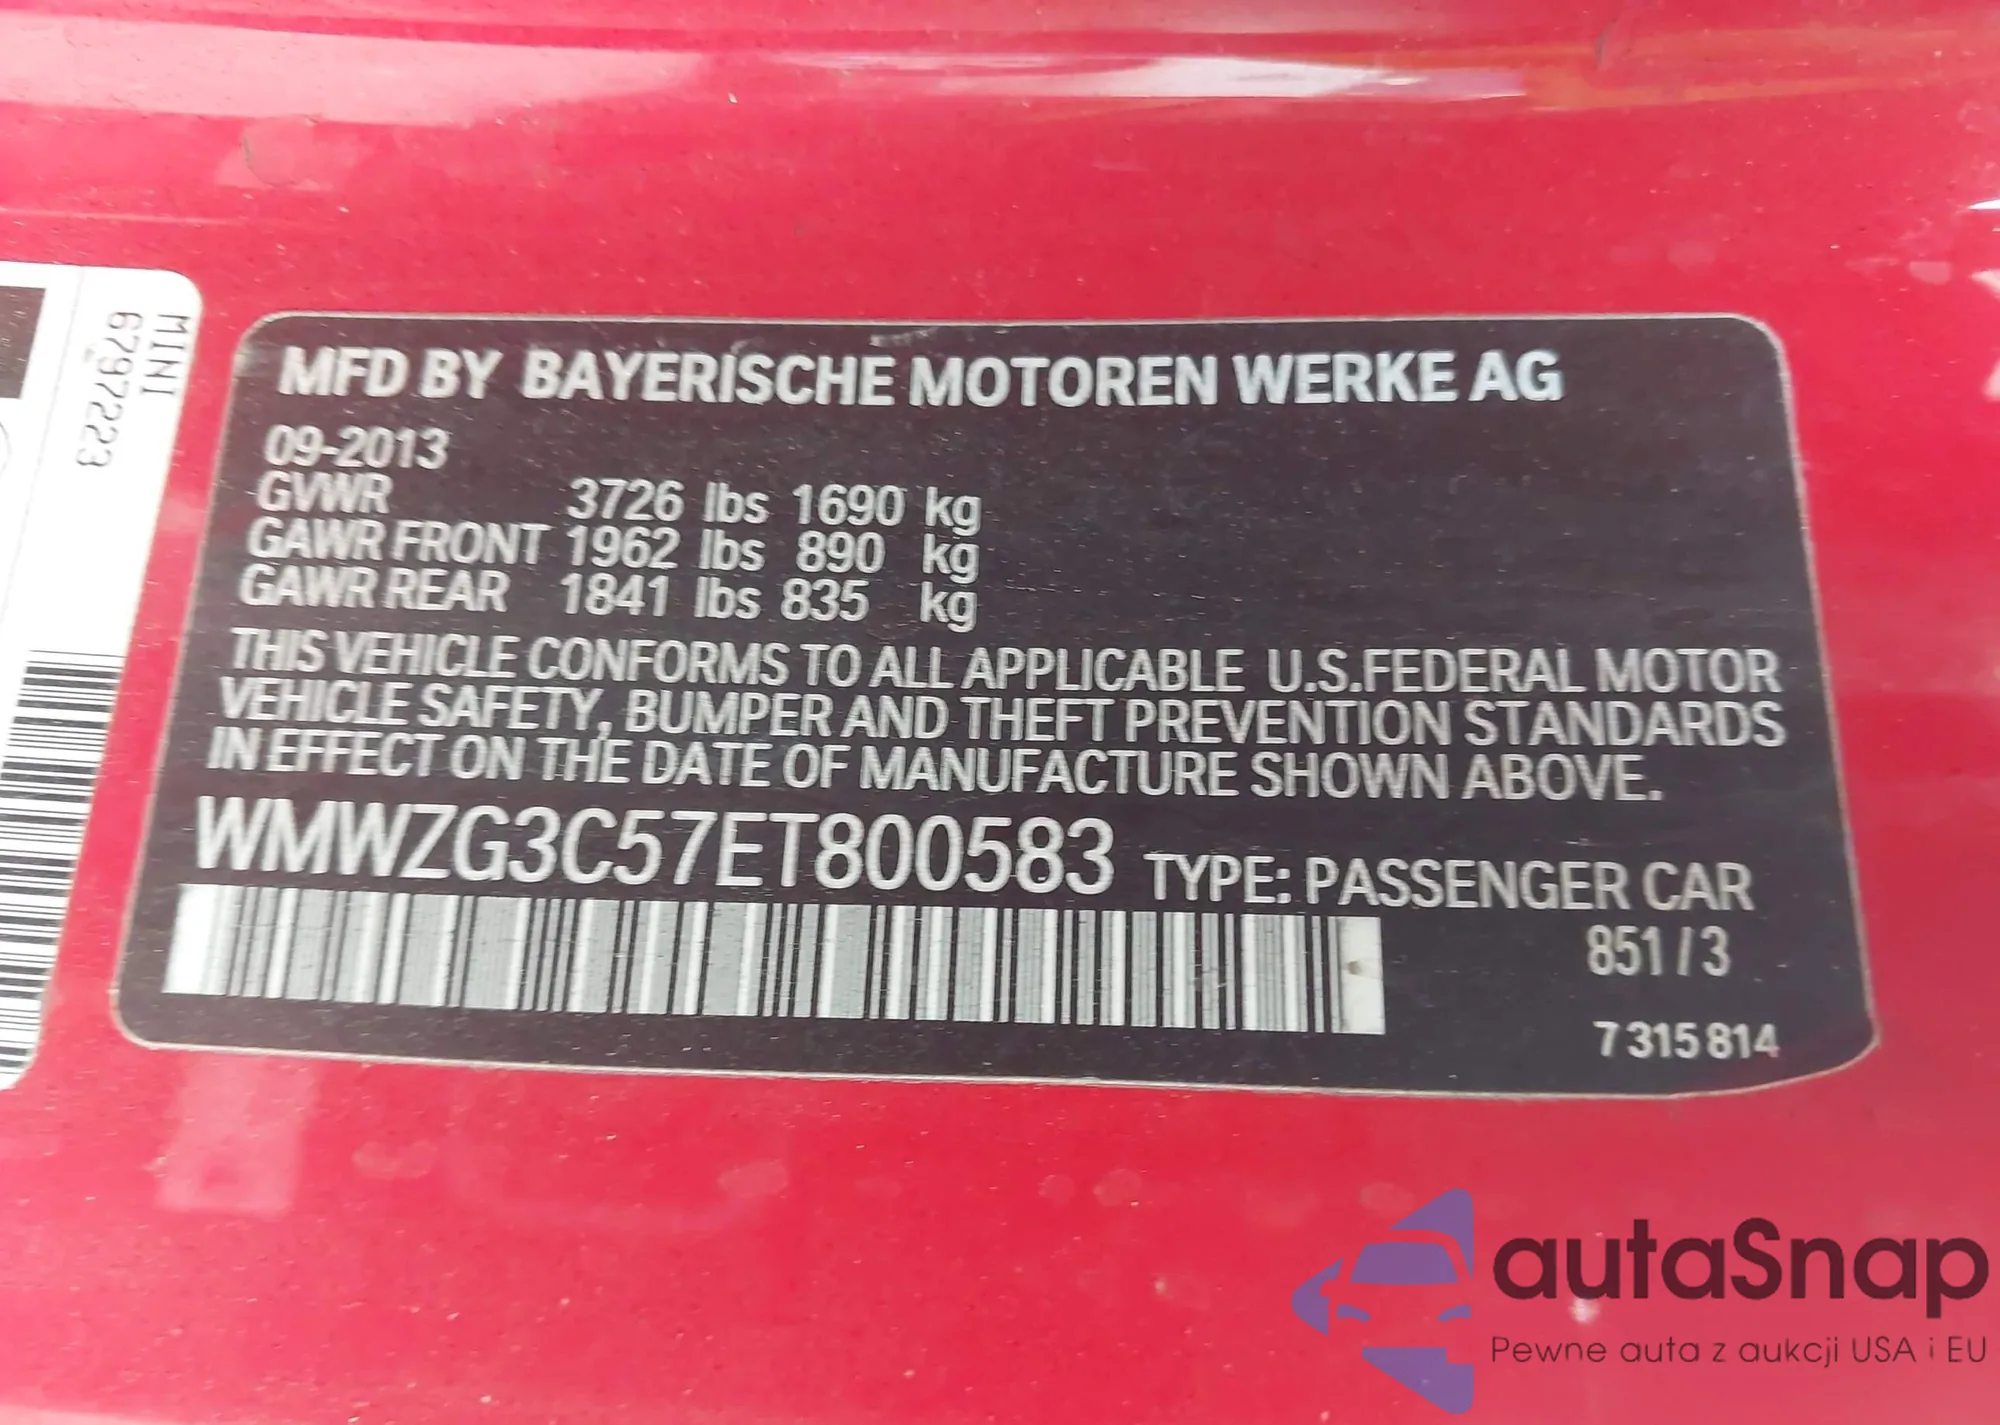 MINI
6797223
MFD BY BAYERISCHE MOTOREN WERKE AG
09-2013
GVWR 3726 lbs 1690 kg
GAWR FRONT 1962 lbs 890 kg
GAWR REAR 1841 lbs 835 kg
THIS VEHICLE CONFORMS TO ALL APPLICABLE U.S.FEDERAL MOTOR
VEHICLE SAFETY, BUMPER AND THEFT PREVENTION STANDARDS
IN EFFECT ON THE DATE OF MANUFACTURE SHOWN ABOVE.
WMWZG3C57ET800583 TYPE: PASSENGER CAR
851 / 3
7 315 814
autaSnap
Pewne auta z aukcji USA i EU